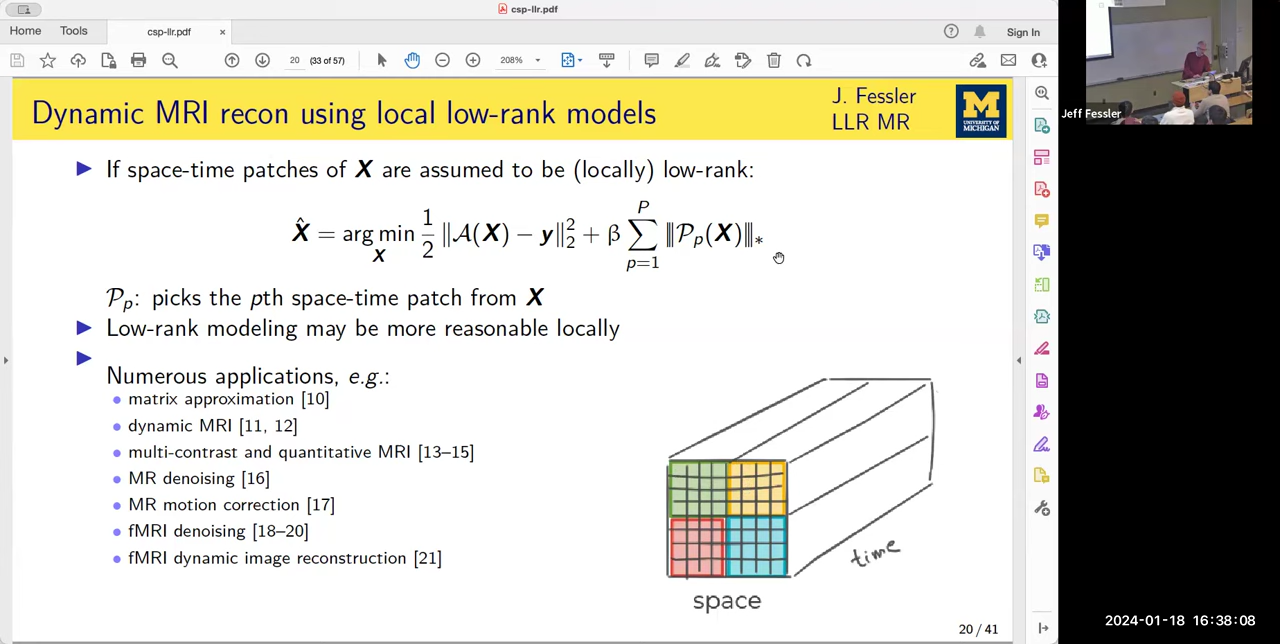 csp-llr.pdf
Home Tools csp-llr.pdf × Sign In
20 (33 of 57) 208%
Dynamic MRI recon using local low-rank models
J. Fessler
LLR MR
M
UNIVERSITY OF
MICHIGAN
Jeff Fessler
If space-time patches of X are assumed to be (locally) low-rank:
X̂ = arg min_X 1/2 ‖𝒜(X) − y‖₂² + β ∑_{p=1}^{P} |||𝒫ₚ(X)|||_*
𝒫ₚ: picks the pth space-time patch from X
Low-rank modeling may be more reasonable locally
Numerous applications, e.g.:
matrix approximation [10]
dynamic MRI [11, 12]
multi-contrast and quantitative MRI [13–15]
MR denoising [16]
MR motion correction [17]
fMRI denoising [18–20]
fMRI dynamic image reconstruction [21]
time
space
20 / 41
2024-01-18 16:38:08